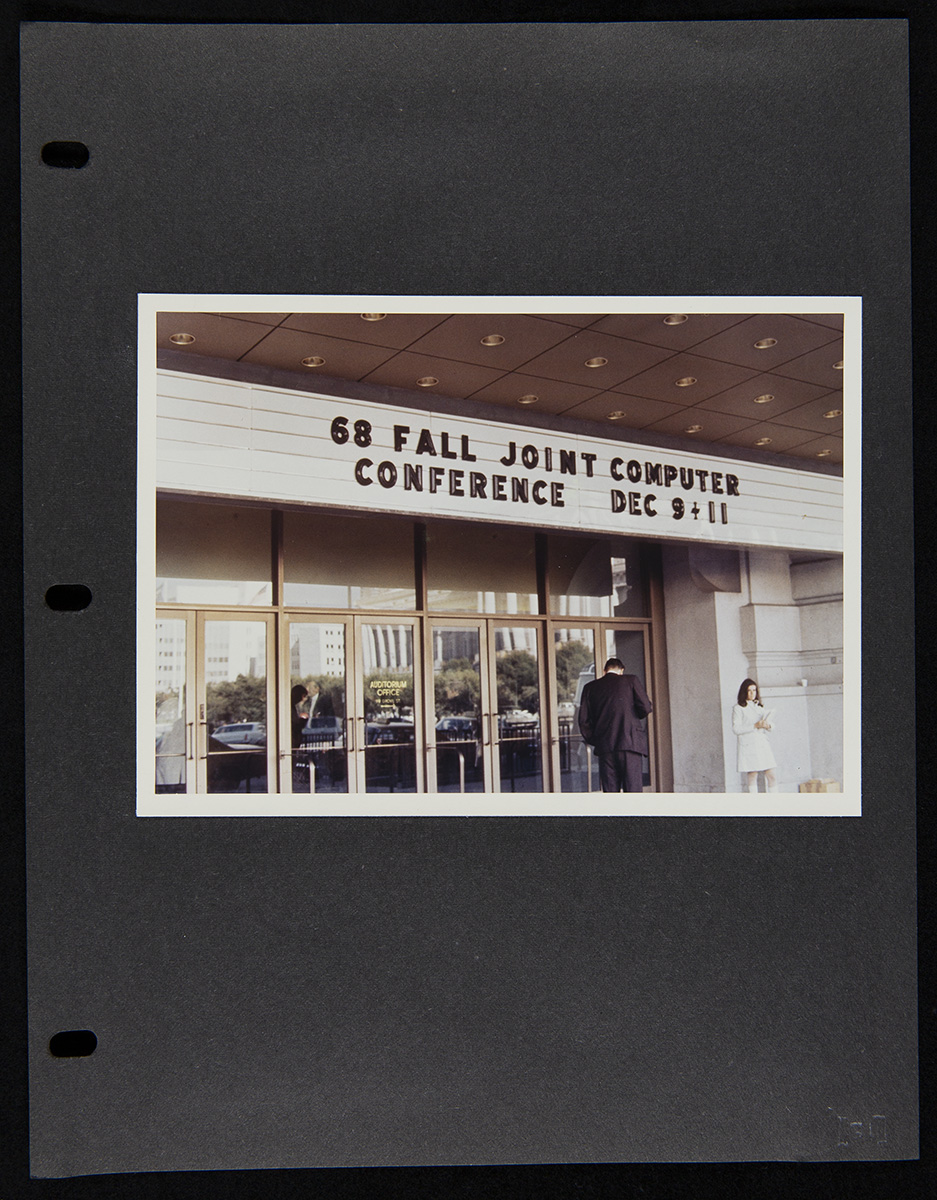 68 FALL JOINT COMPUTER
CONFERENCE DEC 9-11
AUDITORIUM
OFFICE